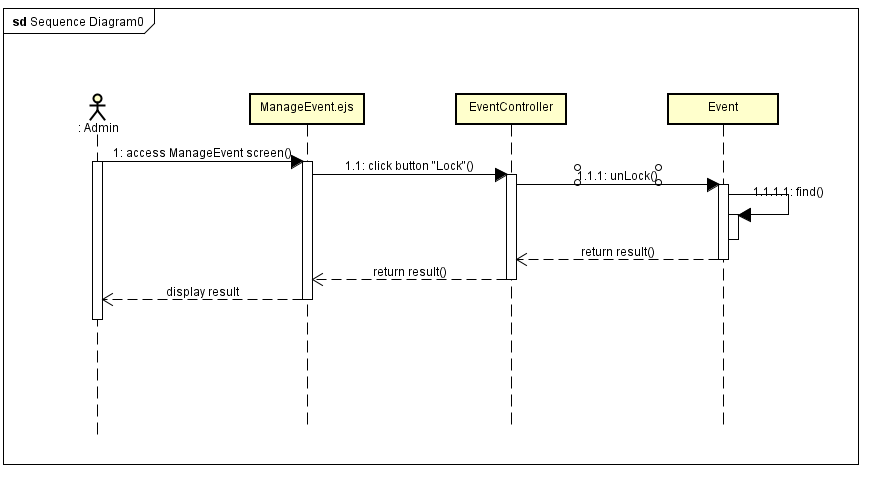 sd Sequence Diagram0
ManageEvent.ejs
EventController
Event
: Admin
1: access ManageEvent screen()
1.1: click button "Lock"()
1.1.1: unLock()
1.1.1.1: find()
return result()
return result()
display result